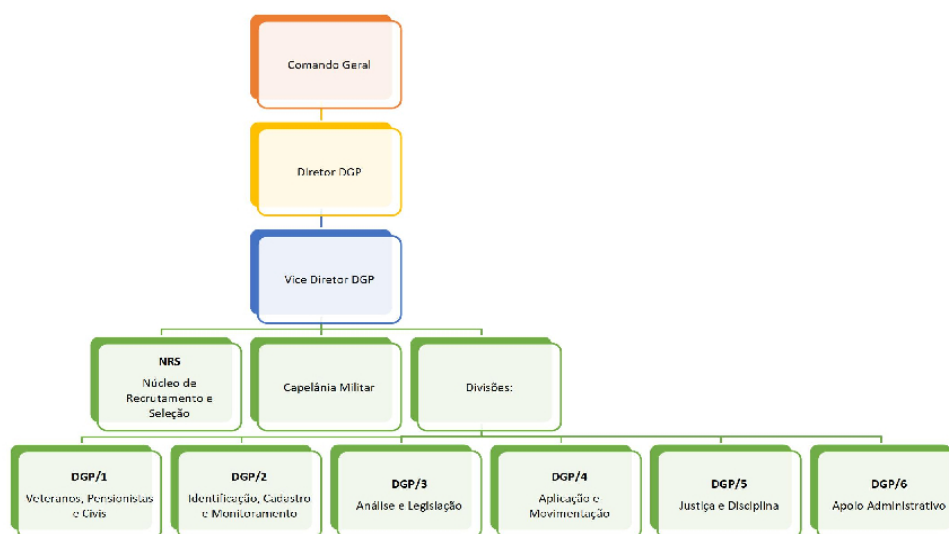 Comando Geral
Diretor DGP
Vice Diretor DGP
NRS
Núcleo de
Recrutamento e
Seleção
Capelânia Militar
Divisões:
DGP/1
Veteranos, Pensionistas
e Civis
DGP/2
Identificação, Cadastro
e Monitoramento
DGP/3
Análise e Legislação
DGP/4
Aplicação e
Movimentação
DGP/5
Justiça e Disciplina
DGP/6
Apoio Administrativo